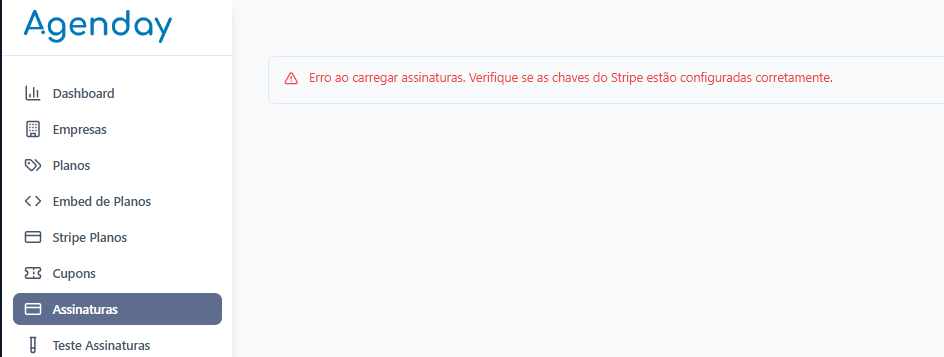 Agenday
Erro ao carregar assinaturas. Verifique se as chaves do Stripe estão configuradas corretamente.
Dashboard
Empresas
Planos
Embed de Planos
Stripe Planos
Cupons
Assinaturas
Teste Assinaturas